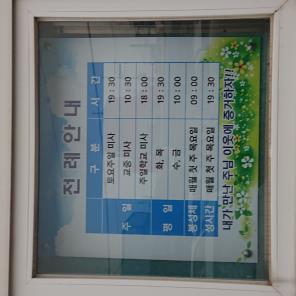 전례안내
구 분 시 간
주 일 토요주일 미사 19 : 30
교중 미사 10 : 30
주일학교 미사 18 : 00
평 일 화, 목 19 : 30
수, 금 10 : 00
봉성체 매월 첫 주 목요일 09 : 00
성시간 매월 첫 주 목요일 19 : 30
내가 만난 주님 이웃에 증거하자!!